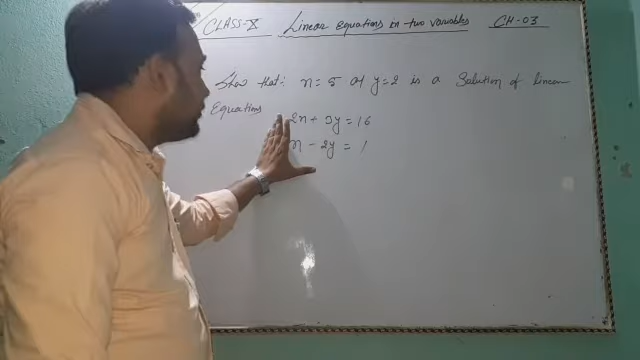 CLASS-X Linear Equations in two variables CH-03
Show that: x = 5 at y = 2 is a Solution of linear
Equations 2x + 3y = 16
x - 2y = 1